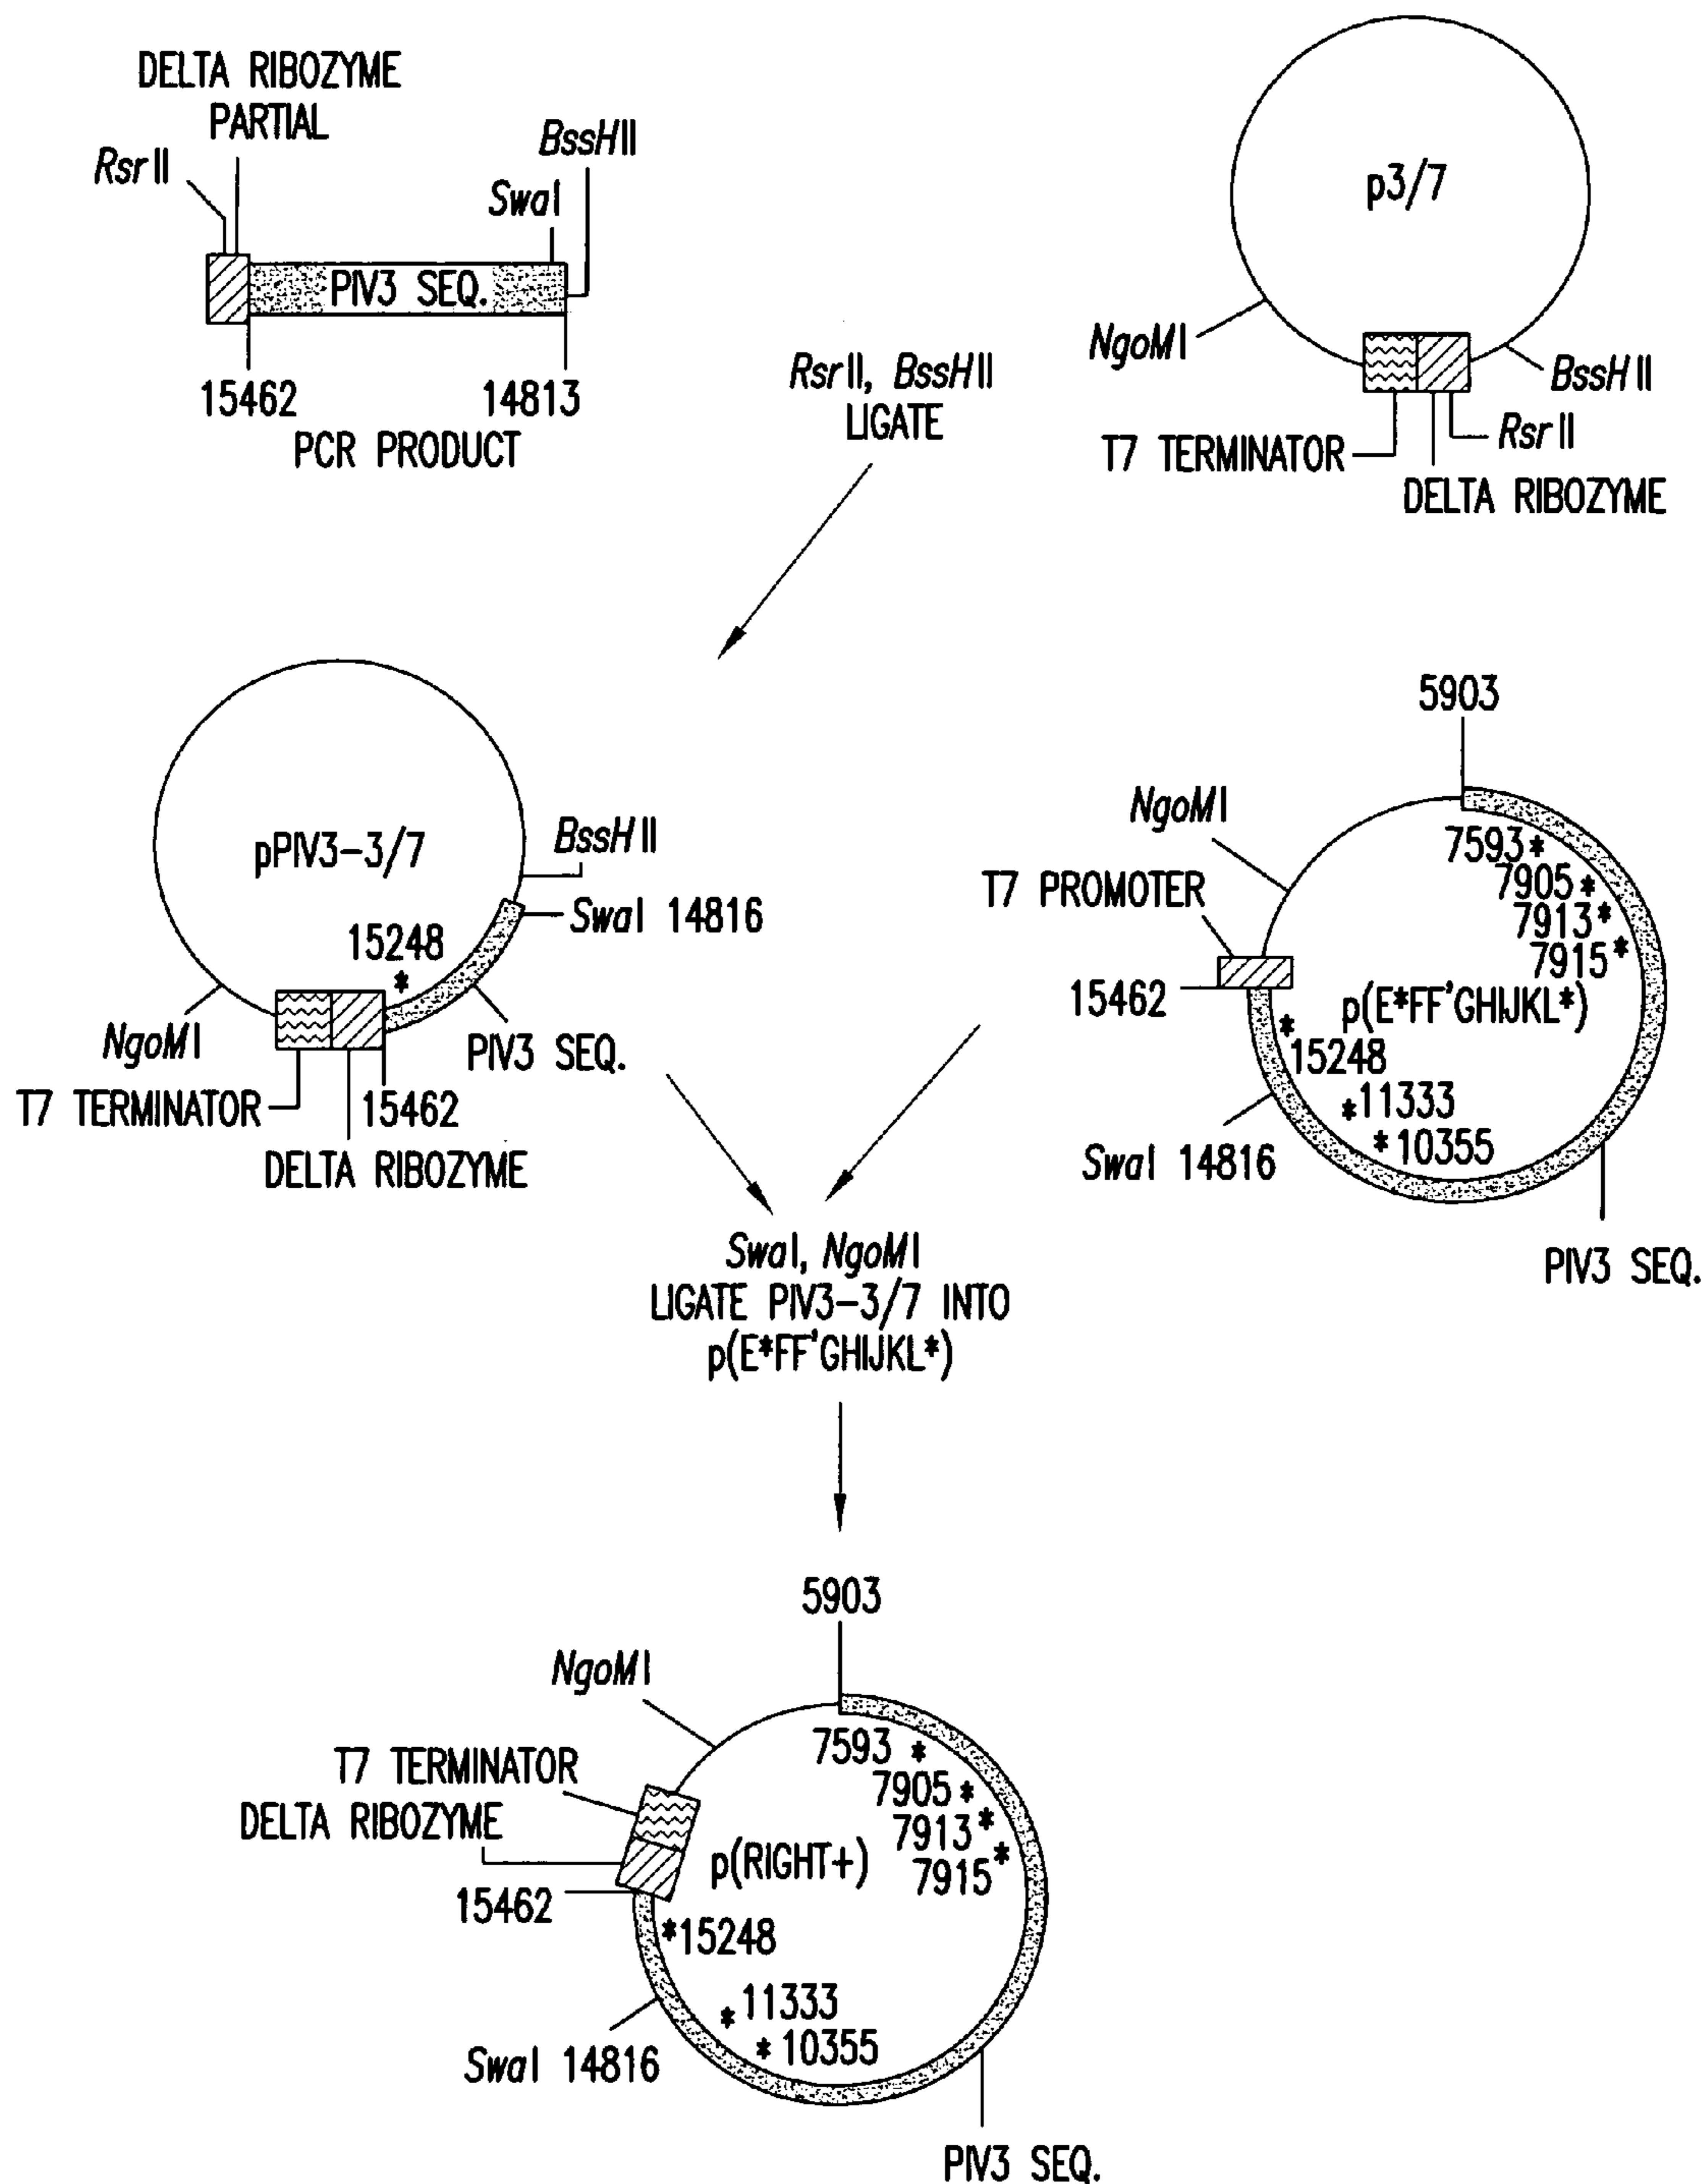 DELTA RIBOZYME
PARTIAL
RsrII
BssHII
SwaI
PIV3 SEQ.
15462
14813
PCR PRODUCT
p3/7
NgoMI
BssHII
RsrII
T7 TERMINATOR
DELTA RIBOZYME
RsrII, BssHII
LIGATE
pPIV3-3/7
BssHII
SwaI 14816
15248
*
NgoMI
PIV3 SEQ.
T7 TERMINATOR
15462
DELTA RIBOZYME
5903
NgoMI
7593*
7905*
T7 PROMOTER
7913*
7915*
15462
p(E*FF'GHIJKL*)
*
15248
*11333
SwaI 14816
*10355
PIV3 SEQ.
SwaI, NgoMI
LIGATE PIV3-3/7 INTO
p(E*FF'GHIJKL*)
5903
NgoMI
7593 *
T7 TERMINATOR
7905 *
DELTA RIBOZYME
7913*
p(RIGHT+)
7915*
15462
*15248
*11333
SwaI 14816
*10355
PIV3 SEQ.